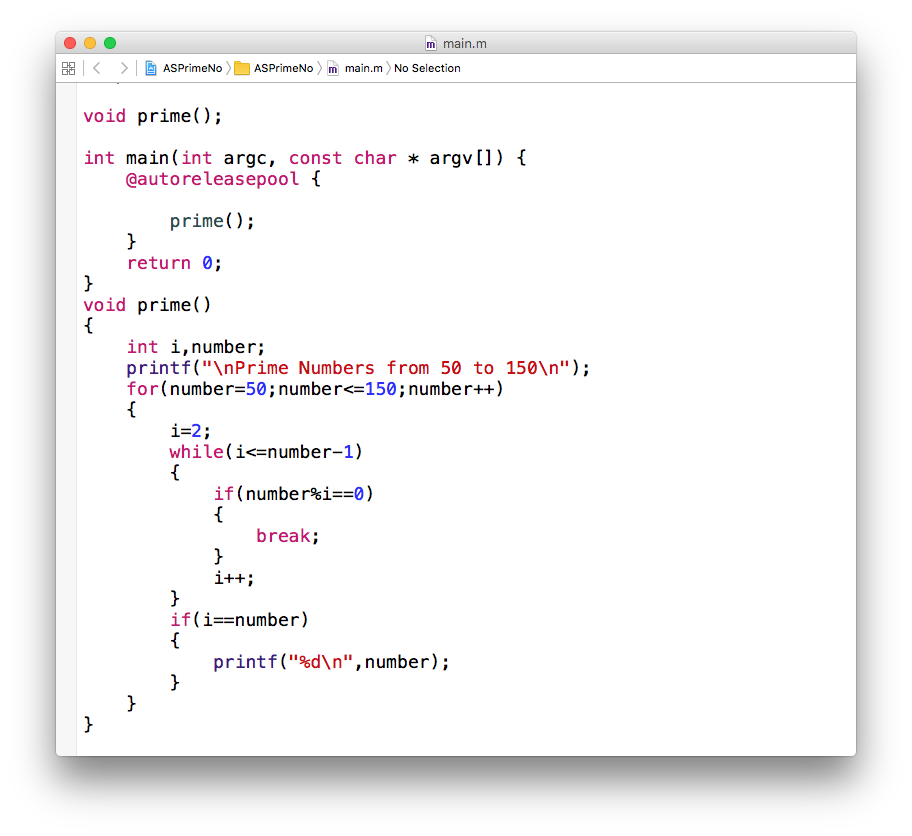 main.m
ASPrimeNo ASPrimeNo main.m No Selection
void prime();
int main(int argc, const char * argv[]) {
    @autoreleasepool {
        prime();
    }
    return 0;
}
void prime()
{
    int i,number;
    printf("\nPrime Numbers from 50 to 150\n");
    for(number=50;number<=150;number++)
    {
        i=2;
        while(i<=number-1)
        {
            if(number%i==0)
            {
                break;
            }
            i++;
        }
        if(i==number)
        {
            printf("%d\n",number);
        }
    }
}